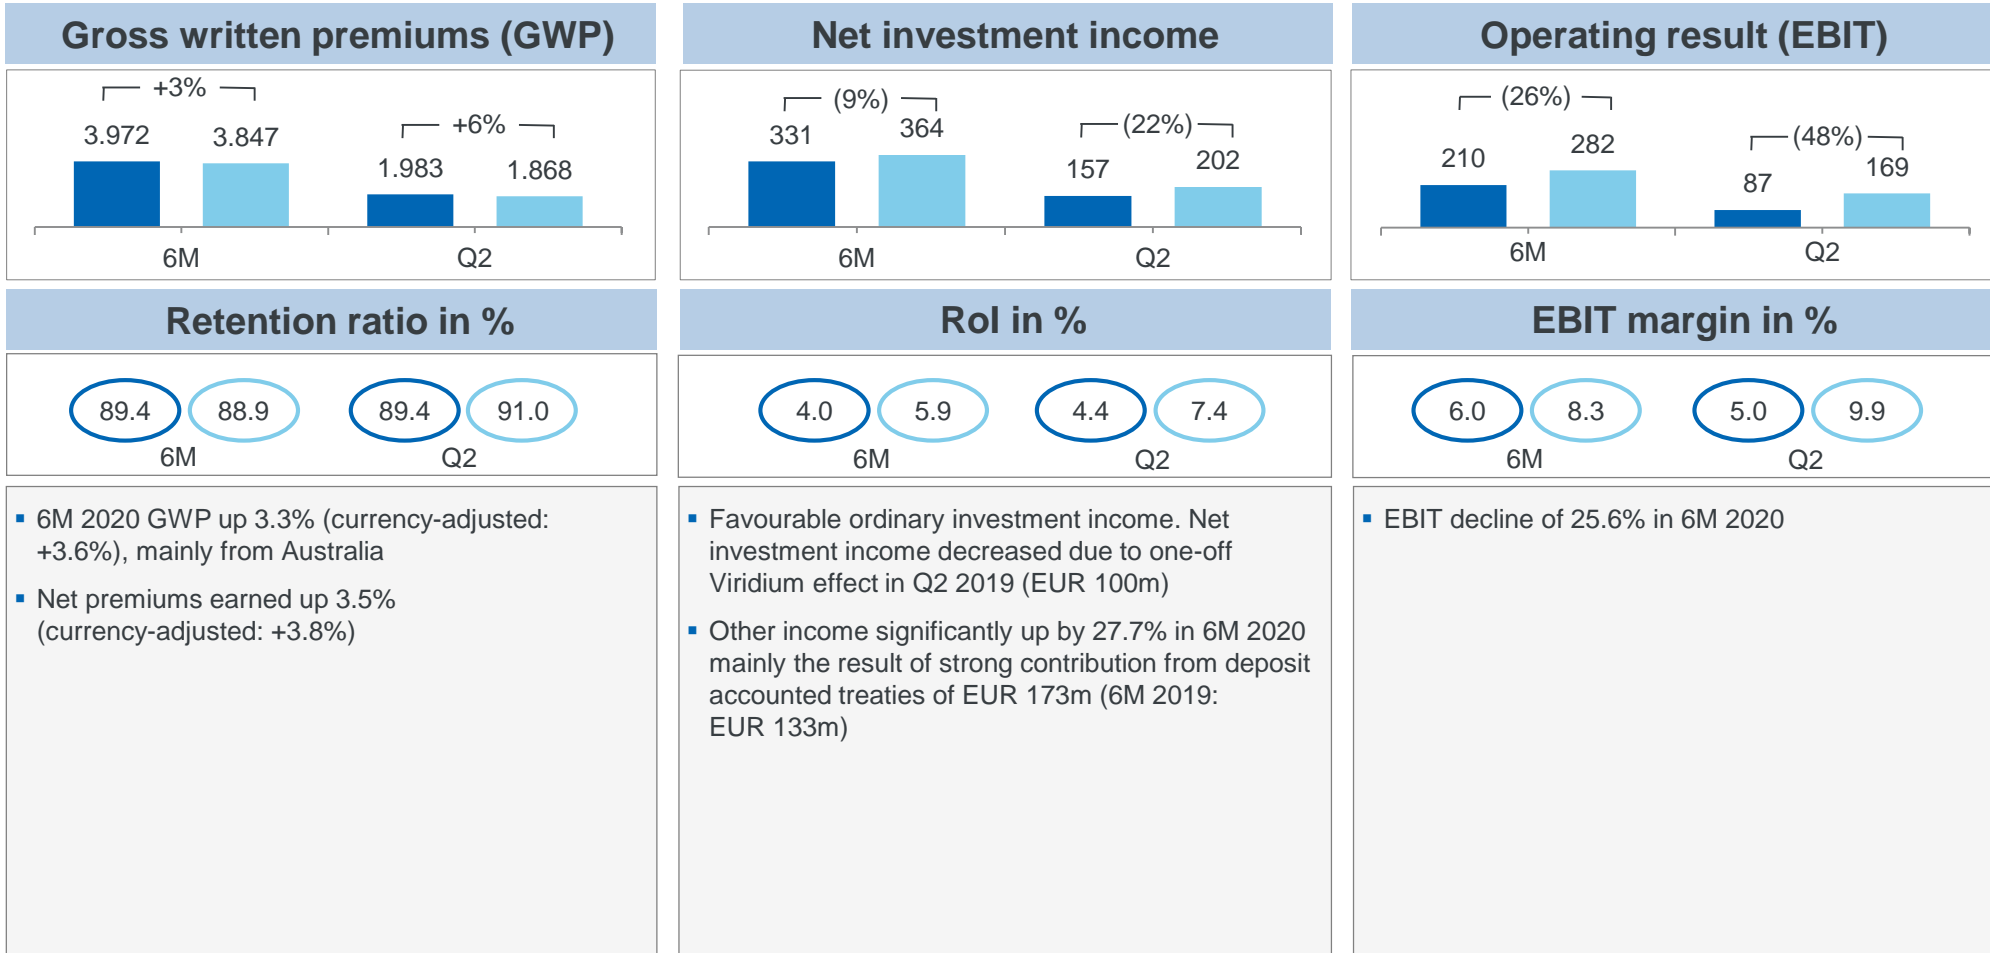 Gross written premiums (GWP)
+3%
3.972
3.847
+6%
1.983
1.868
6M
Q2
Net investment income
(9%)
331
364
(22%)
157
202
6M
Q2
Operating result (EBIT)
(26%)
210
282
(48%)
87
169
6M
Q2
Retention ratio in %
89.4
88.9
89.4
91.0
6M
Q2
RoI in %
4.0
5.9
4.4
7.4
6M
Q2
EBIT margin in %
6.0
8.3
5.0
9.9
6M
Q2
▪ 6M 2020 GWP up 3.3% (currency-adjusted:
+3.6%), mainly from Australia
▪ Net premiums earned up 3.5%
(currency-adjusted: +3.8%)
▪ Favourable ordinary investment income. Net
investment income decreased due to one-off
Viridium effect in Q2 2019 (EUR 100m)
▪ Other income significantly up by 27.7% in 6M 2020
mainly the result of strong contribution from deposit
accounted treaties of EUR 173m (6M 2019:
EUR 133m)
▪ EBIT decline of 25.6% in 6M 2020